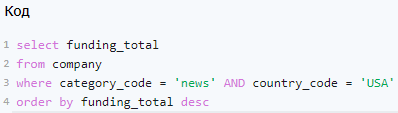 Код
1 select funding_total
2 from company
3 where category_code = 'news' AND country_code = 'USA'
4 order by funding_total desc